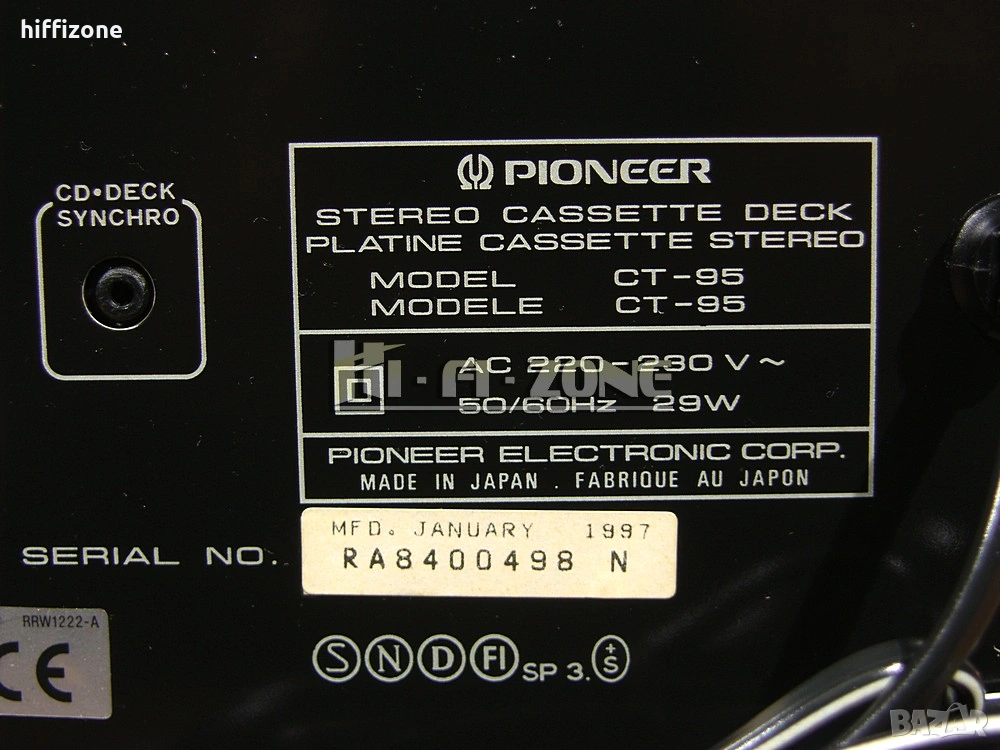 hiffizone
CD•DECK
SYNCHRO
PIONEER
STEREO CASSETTE DECK
PLATINE CASSETTE STEREO
MODEL CT-95
MODELE CT-95
HI-FI-ZONE
AC 220-230 V ~
50/60Hz 29W
PIONEER ELECTRONIC CORP.
MADE IN JAPAN . FABRIQUE AU JAPON
MFD. JANUARY 1997
SERIAL NO. RA8400498 N
RRW1222-A
CE
S N D FI SP 3. +S
BAZAR